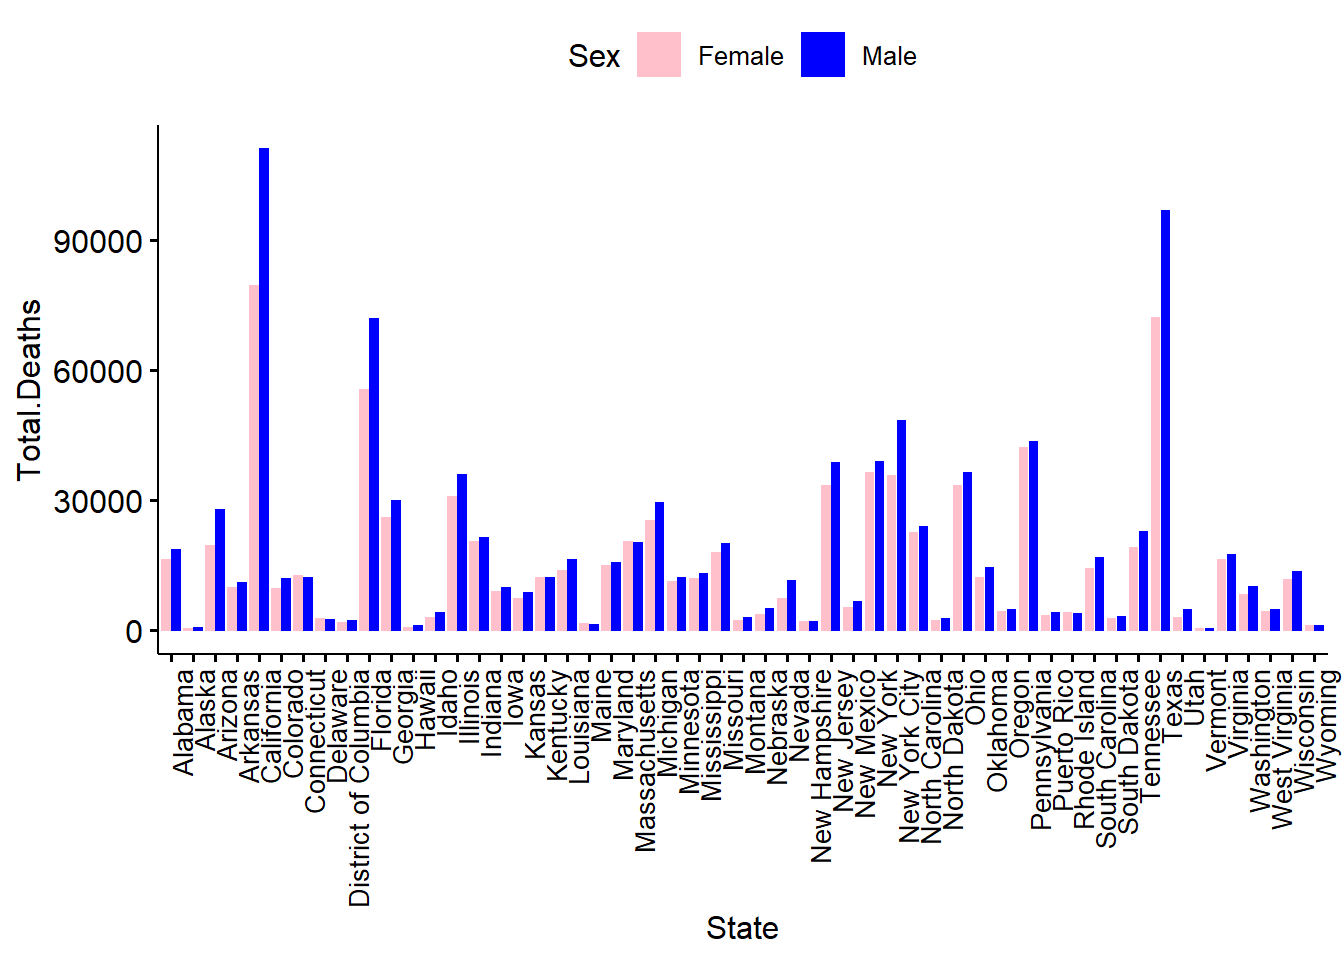 Sex Female Male
Total.Deaths
90000
60000
30000
0
Alabama
Alaska
Arizona
Arkansas
California
Colorado
Connecticut
Delaware
District of Columbia
Florida
Georgia
Hawaii
Idaho
Illinois
Indiana
Iowa
Kansas
Kentucky
Louisiana
Maine
Maryland
Massachusetts
Michigan
Minnesota
Mississippi
Missouri
Montana
Nebraska
Nevada
New Hampshire
New Jersey
New Mexico
New York
New York City
North Carolina
North Dakota
Ohio
Oklahoma
Oregon
Pennsylvania
Puerto Rico
Rhode Island
South Carolina
South Dakota
Tennessee
Texas
Utah
Vermont
Virginia
Washington
West Virginia
Wisconsin
Wyoming
State